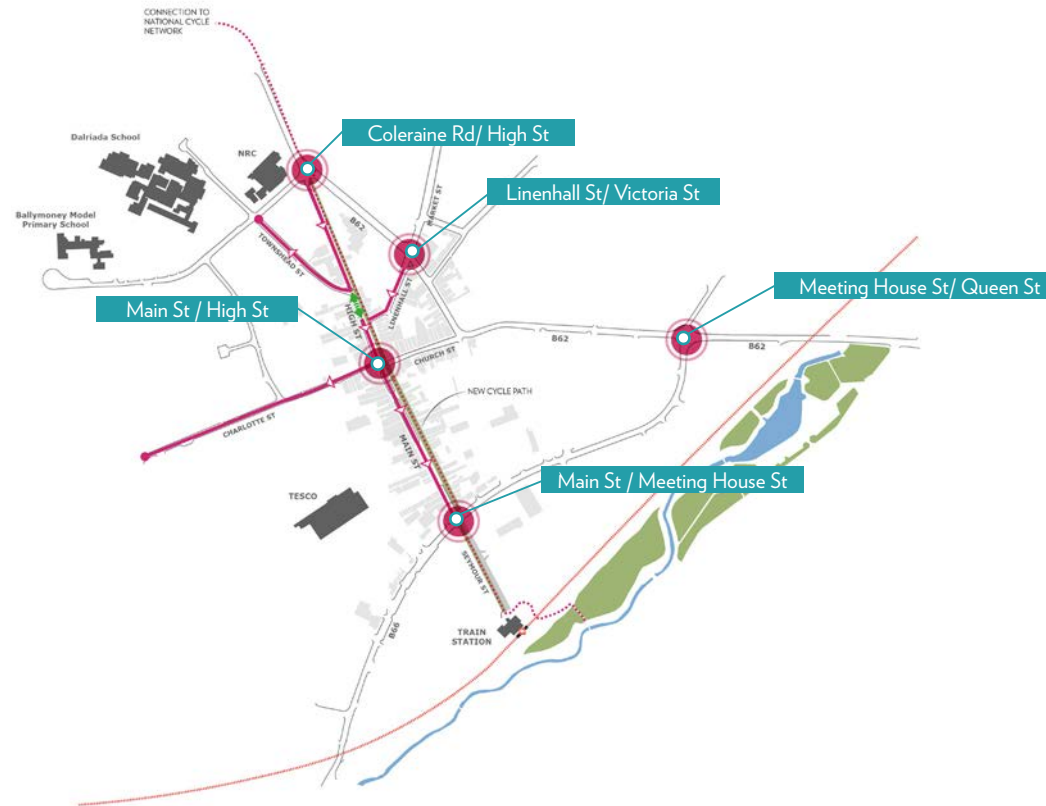 CONNECTION TO
NATIONAL CYCLE
NETWORK
Coleraine Rd/ High St
Dalriada School
NRC
Linenhall St/ Victoria St
MARKET ST
Ballymoney Model
Primary School
B62
TOWNSHEAD ST
LINENHALL ST
Meeting House St/ Queen St
Main St / High St
HIGH ST
CHURCH ST
B62
B62
NEW CYCLE PATH
CHARLOTTE ST
MAIN ST
Main St / Meeting House St
TESCO
SEYMOUR ST
B66
TRAIN
STATION